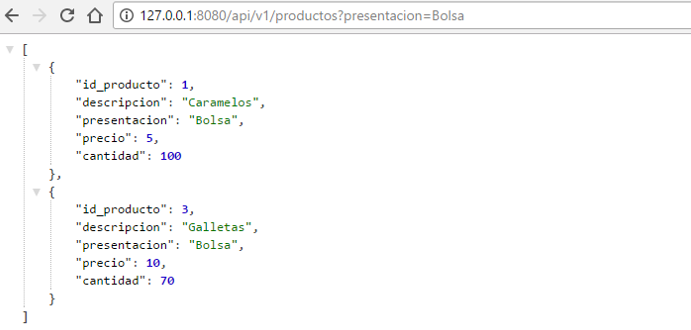 127.0.0.1:8080/api/v1/productos?presentacion=Bolsa
[
{
"id_producto": 1,
"descripcion": "Caramelos",
"presentacion": "Bolsa",
"precio": 5,
"cantidad": 100
},
{
"id_producto": 3,
"descripcion": "Galletas",
"presentacion": "Bolsa",
"precio": 10,
"cantidad": 70
}
]